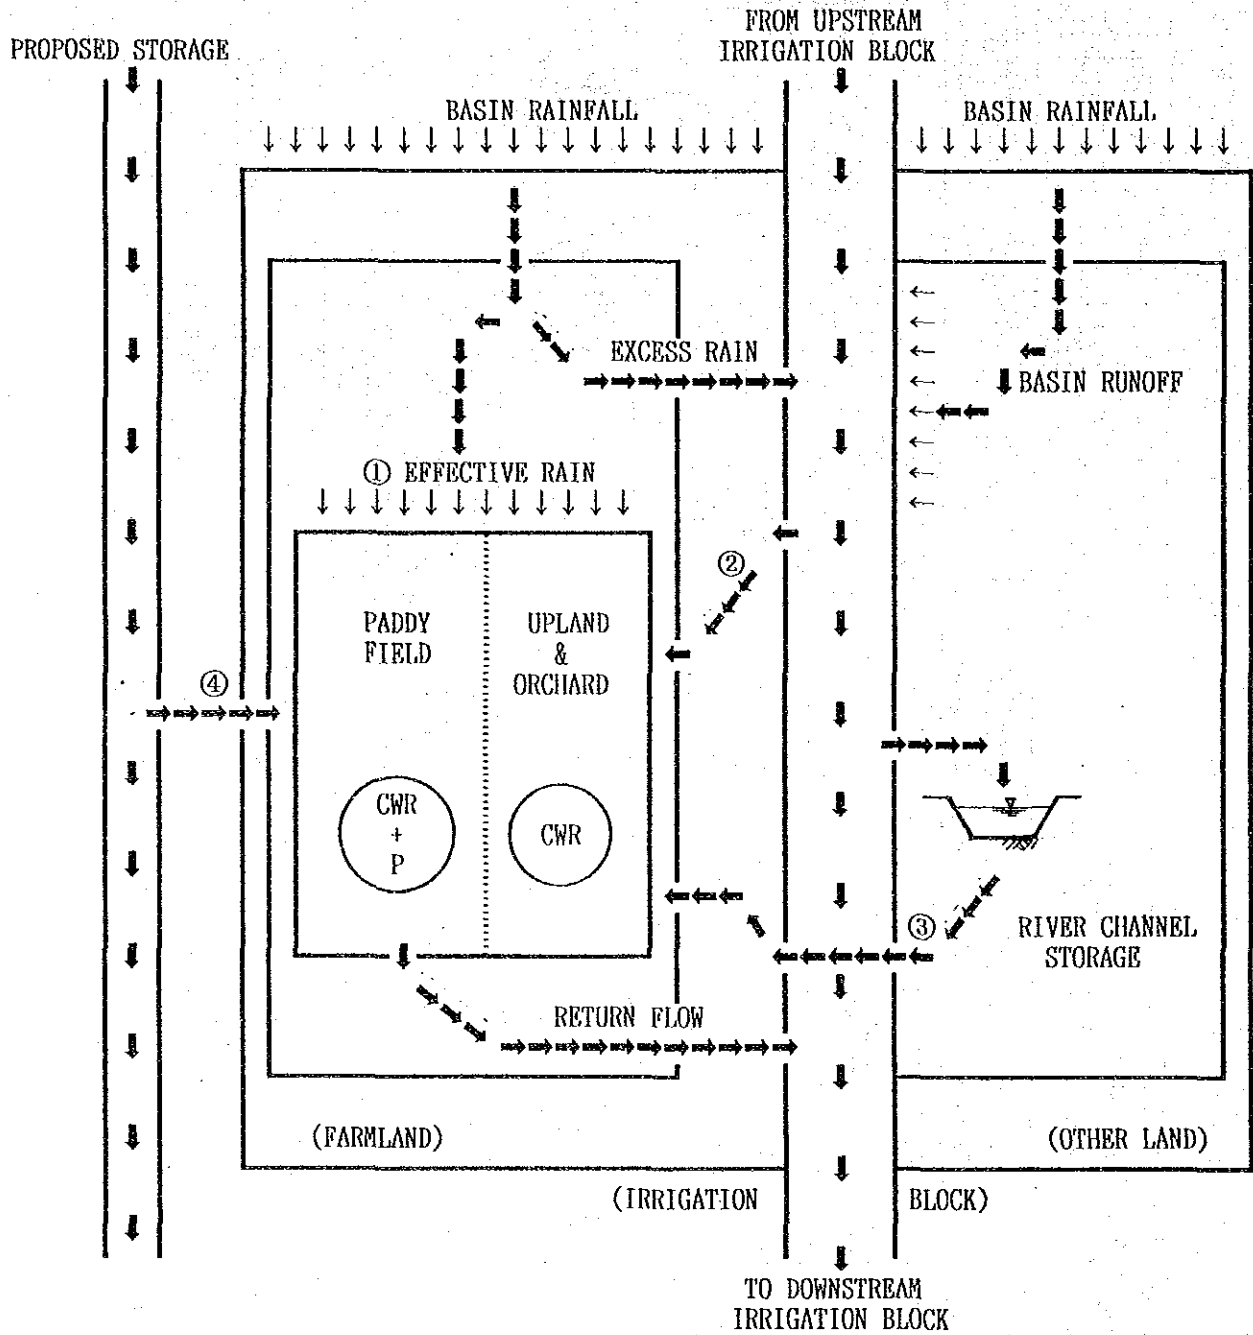 FROM UPSTREAM
IRRIGATION BLOCK
PROPOSED STORAGE
BASIN RAINFALL
BASIN RAINFALL
EXCESS RAIN
BASIN RUNOFF
① EFFECTIVE RAIN
②
PADDY
FIELD
UPLAND
&
ORCHARD
④
CWR
+
P
CWR
③
RIVER CHANNEL
STORAGE
RETURN FLOW
(FARMLAND)
(OTHER LAND)
(IRRIGATION BLOCK)
TO DOWNSTREAM
IRRIGATION BLOCK